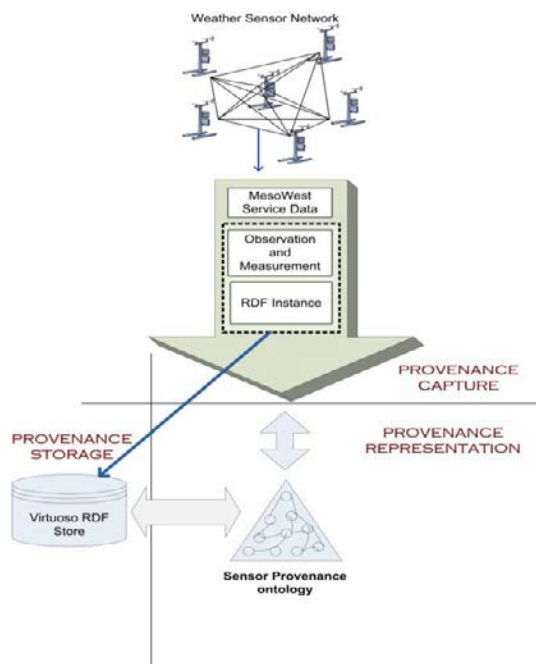 Weather Sensor Network
MesoWest
Service Data
Observation
and
Measurement
RDF Instance
PROVENANCE
CAPTURE
PROVENANCE
STORAGE
PROVENANCE
REPRESENTATION
Virtuoso RDF
Store
Sensor Provenance
ontology